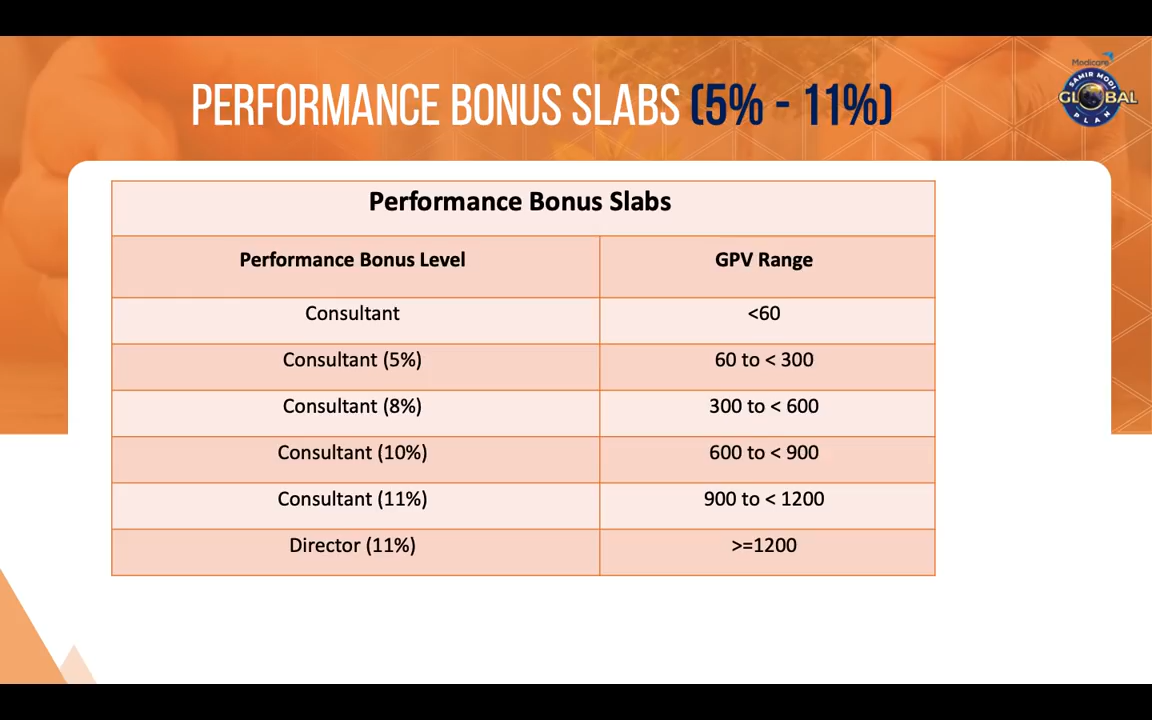 PERFORMANCE BONUS SLABS (5% - 11%)
Modicare
SAMIR MODI
GLOBAL
PLAN
Performance Bonus Slabs
Performance Bonus Level GPV Range
Consultant <60
Consultant (5%) 60 to < 300
Consultant (8%) 300 to < 600
Consultant (10%) 600 to < 900
Consultant (11%) 900 to < 1200
Director (11%) >=1200